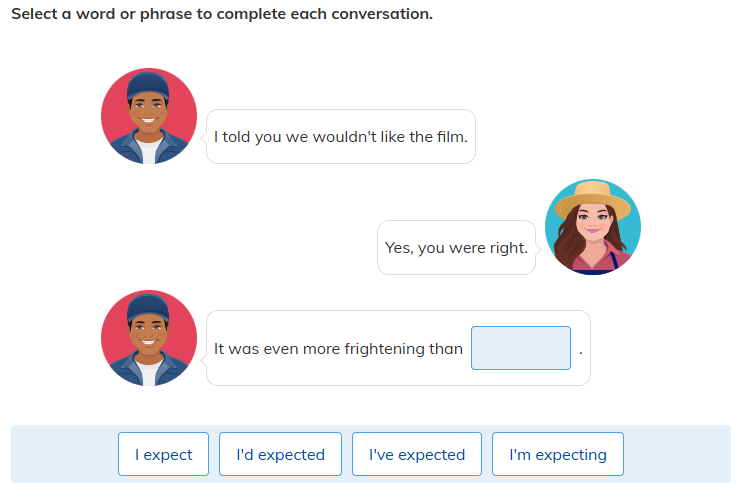 Select a word or phrase to complete each conversation.
I told you we wouldn't like the film.
Yes, you were right.
It was even more frightening than .
I expect
I'd expected
I've expected
I'm expecting